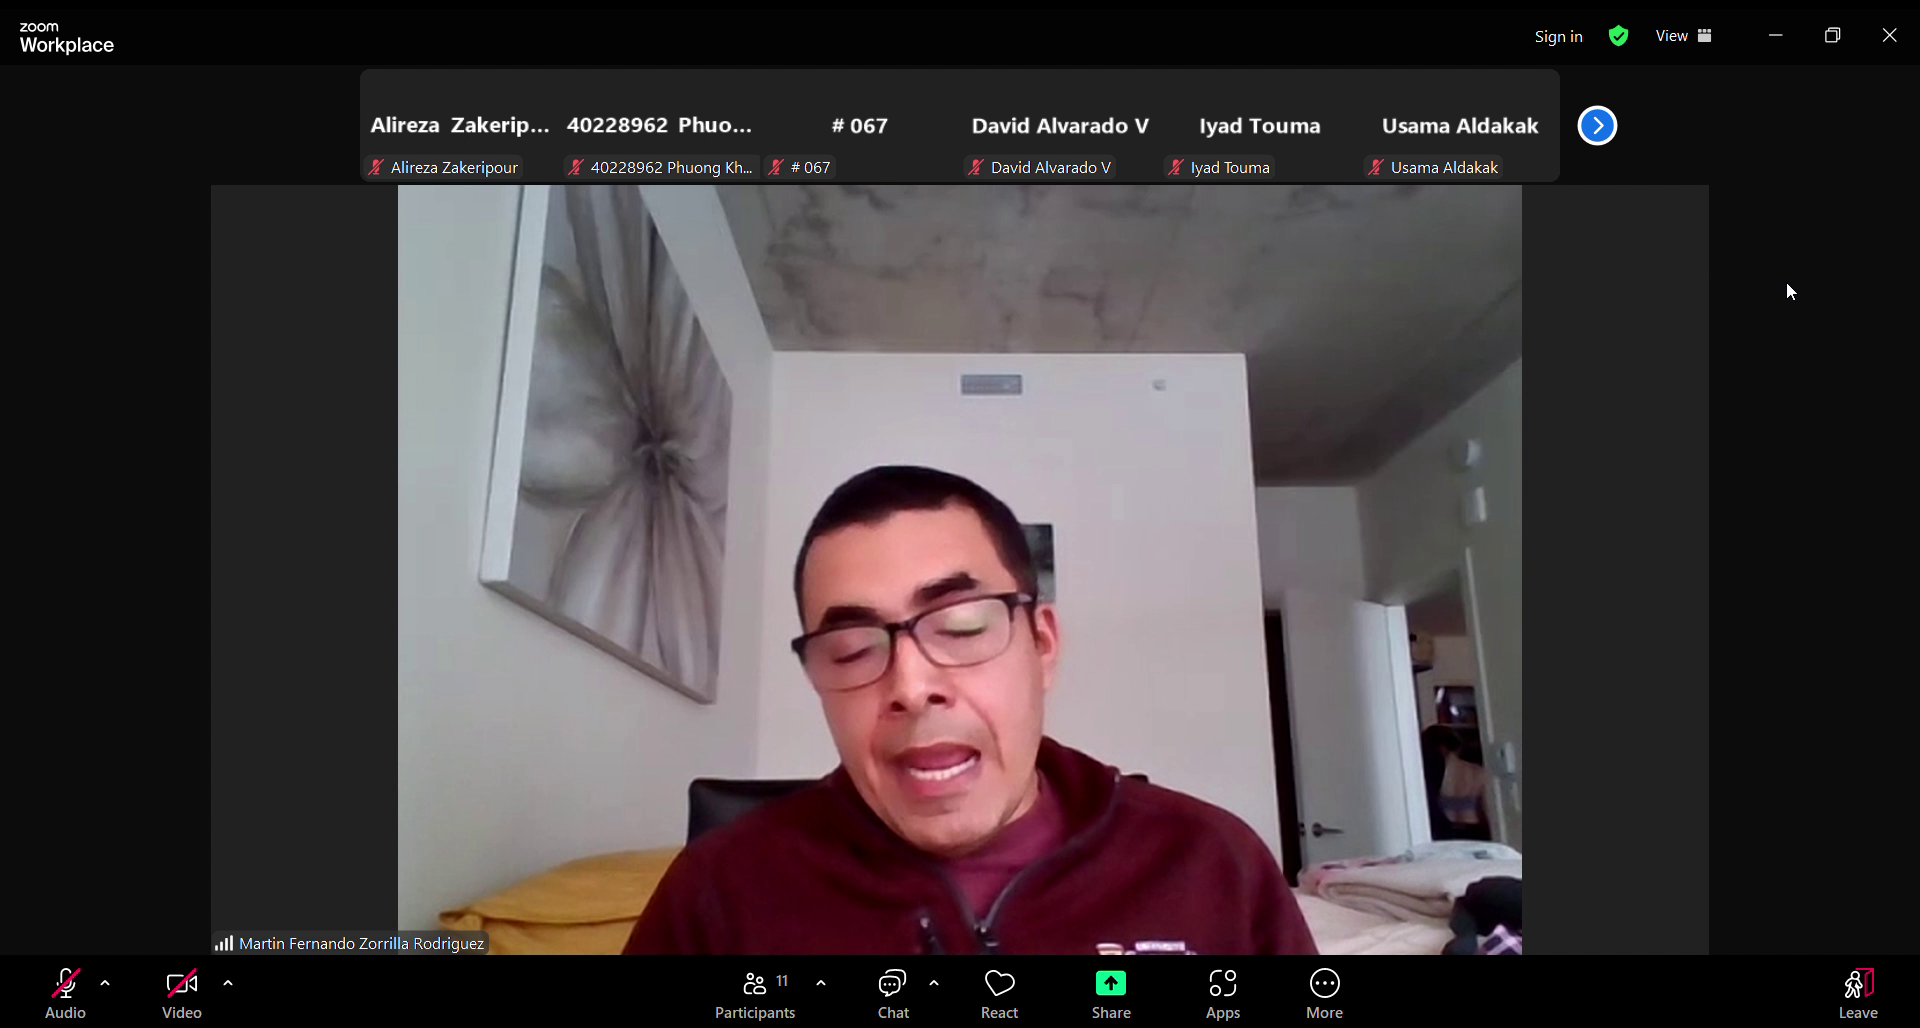 zoom
Workplace
Sign in
View
Alireza Zakerip...
40228962 Phuo...
# 067
David Alvarado V
Iyad Touma
Usama Aldakak
Alireza Zakeripour
40228962 Phuong Kh...
# 067
David Alvarado V
Iyad Touma
Usama Aldakak
Martin Fernando Zorrilla Rodriguez
11
Audio
Video
Participants
Chat
React
Share
Apps
More
Leave